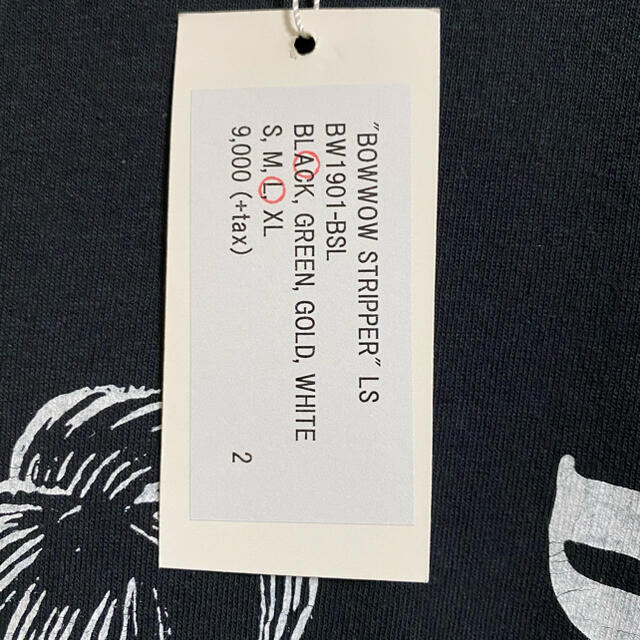 "BOWWOW STRIPPER" LS
BW1901-BSL
BLACK, GREEN, GOLD, WHITE
S, M, L, XL
9,000 (+tax)
2